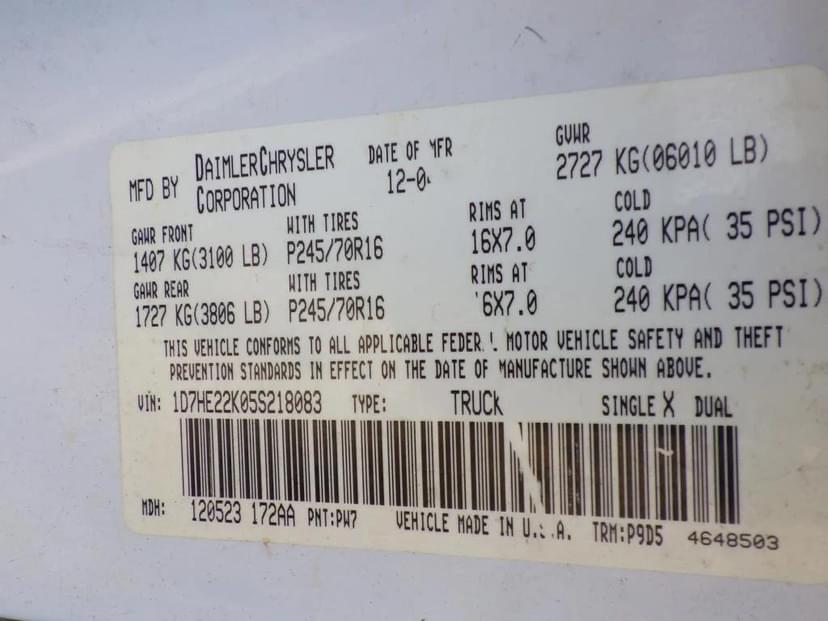 MFD BY DAIMLERCHRYSLER CORPORATION DATE OF MFR 12-0 GVWR 2727 KG(06010 LB)
GAWR FRONT WITH TIRES RIMS AT COLD
1407 KG(3100 LB) P245/70R16 16X7.0 240 KPA( 35 PSI)
GAWR REAR WITH TIRES RIMS AT COLD
1727 KG(3806 LB) P245/70R16 6X7.0 240 KPA( 35 PSI)
THIS VEHICLE CONFORMS TO ALL APPLICABLE FEDER L MOTOR VEHICLE SAFETY AND THEFT
PREVENTION STANDARDS IN EFFECT ON THE DATE OF MANUFACTURE SHOWN ABOVE.
VIN: 1D7HE22K05S218083 TYPE: TRUCK SINGLE X DUAL
MDH: 120523 172AA PNT:PW7 VEHICLE MADE IN U.S.A. TRM:P9D5 4648503